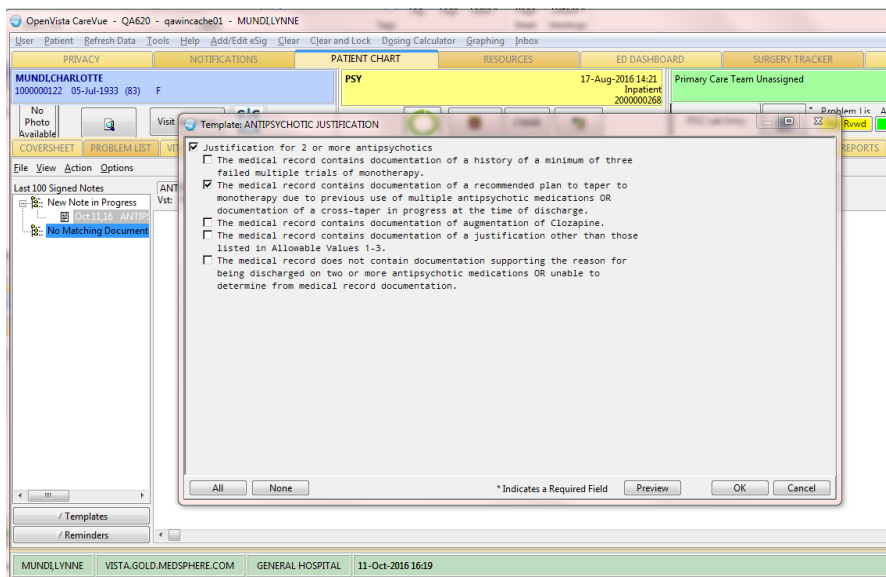 OpenVista CareVue - QA620 - qawincache01 - MUNDI,LYNNE
User Patient Refresh Data Tools Help Add/Edit eSig Clear Clear and Lock Dosing Calculator Graphing Inbox
PRIVACY NOTIFICATIONS PATIENT CHART RESOURCES ED DASHBOARD SURGERY TRACKER
MUNDI,CHARLOTTE PSY 17-Aug-2016 14:21 Primary Care Team Unassigned
1000000122 05-Jul-1933 (83) F Inpatient
2000000268
No Photo Available Visit Problem Lis
Rvwd
Template: ANTIPSYCHOTIC JUSTIFICATION
COVERSHEET PROBLEM LIST REPORTS
File View Action Options
Last 100 Signed Notes
Vst:
New Note in Progress
Oct 11,16 ANTIPS
No Matching Document
Justification for 2 or more antipsychotics
The medical record contains documentation of a history of a minimum of three
failed multiple trials of monotherapy.
The medical record contains documentation of a recommended plan to taper to
monotherapy due to previous use of multiple antipsychotic medications OR
documentation of a cross-taper in progress at the time of discharge.
The medical record contains documentation of augmentation of Clozapine.
The medical record contains documentation of a justification other than those
listed in Allowable Values 1-3.
The medical record does not contain documentation supporting the reason for
being discharged on two or more antipsychotic medications OR unable to
determine from medical record documentation.
All None * Indicates a Required Field Preview OK Cancel
/ Templates
/ Reminders
MUNDI,LYNNE VISTA.GOLD.MEDSPHERE.COM GENERAL HOSPITAL 11-Oct-2016 16:19